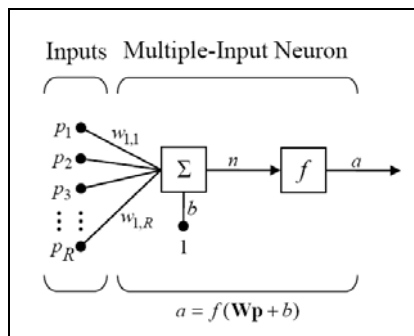 Inputs Multiple-Input Neuron
p1
w1,1
p2
Σ n f a
p3
w1,R
b
pR
1
a = f(Wp + b)